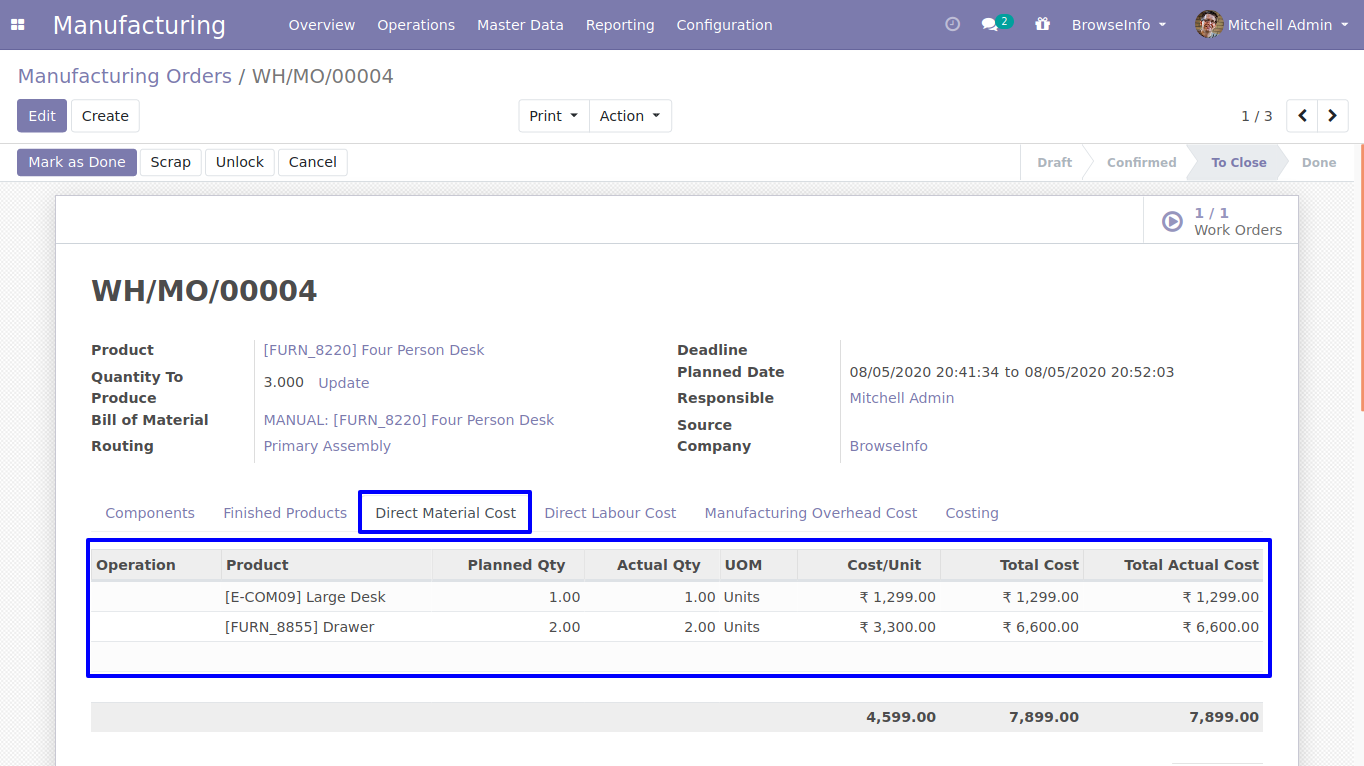 Manufacturing Overview Operations Master Data Reporting Configuration 2 BrowseInfo Mitchell Admin
Manufacturing Orders / WH/MO/00004
Edit Create Print Action 1 / 3
Mark as Done Scrap Unlock Cancel Draft Confirmed To Close Done
1 / 1
Work Orders
WH/MO/00004
Product [FURN_8220] Four Person Desk
Quantity To Produce 3.000 Update
Bill of Material MANUAL: [FURN_8220] Four Person Desk
Routing Primary Assembly
Deadline
Planned Date 08/05/2020 20:41:34 to 08/05/2020 20:52:03
Responsible Mitchell Admin
Source
Company BrowseInfo
Components Finished Products Direct Material Cost Direct Labour Cost Manufacturing Overhead Cost Costing
Operation Product Planned Qty Actual Qty UOM Cost/Unit Total Cost Total Actual Cost
[E-COM09] Large Desk 1.00 1.00 Units ₹ 1,299.00 ₹ 1,299.00 ₹ 1,299.00
[FURN_8855] Drawer 2.00 2.00 Units ₹ 3,300.00 ₹ 6,600.00 ₹ 6,600.00
4,599.00 7,899.00 7,899.00